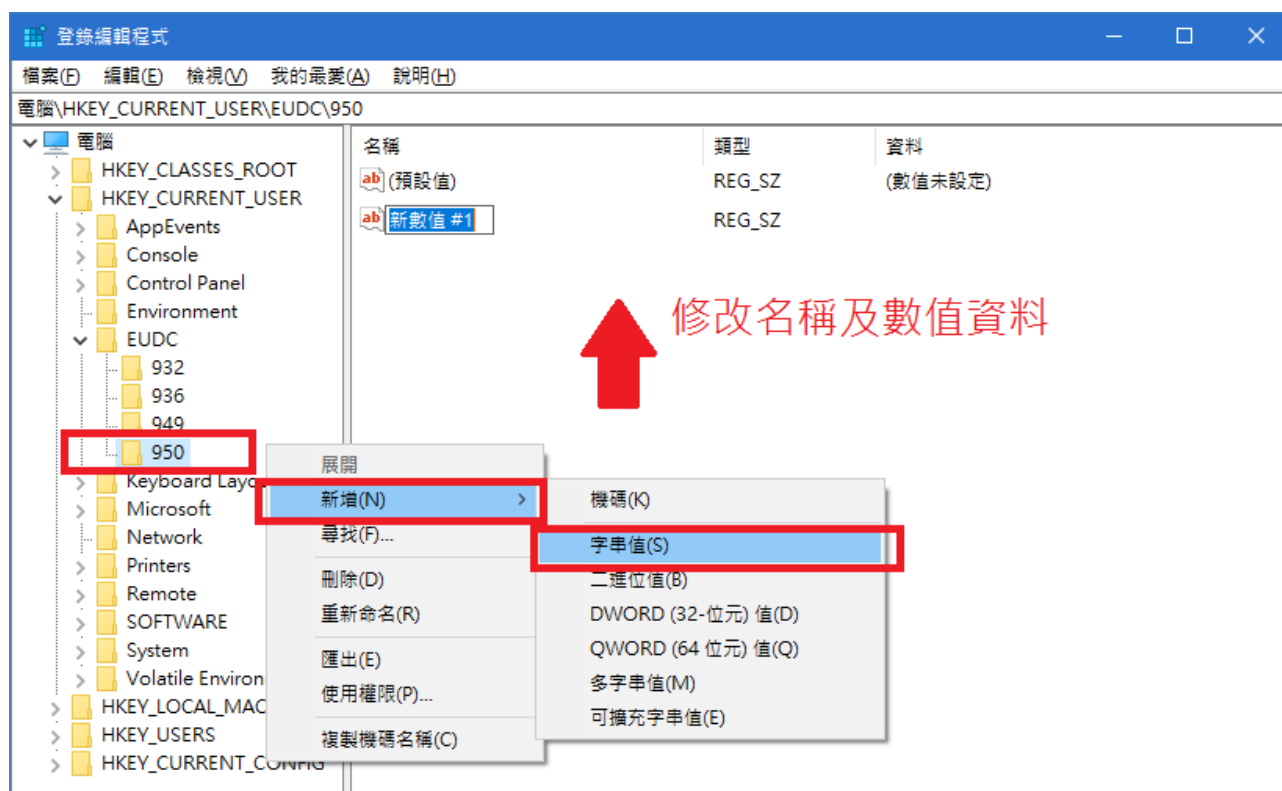 登錄編輯程式
檔案(F) 編輯(E) 檢視(V) 我的最愛(A) 說明(H)
電腦\HKEY_CURRENT_USER\EUDC\950
電腦
HKEY_CLASSES_ROOT
HKEY_CURRENT_USER
AppEvents
Console
Control Panel
Environment
EUDC
932
936
949
950
Keyboard Layo
Microsoft
Network
Printers
Remote
SOFTWARE
System
Volatile Environ
HKEY_LOCAL_MAC
HKEY_USERS
HKEY_CURRENT_CONFIG
名稱 類型 資料
(預設值) REG_SZ (數值未設定)
新數值 #1 REG_SZ
修改名稱及數值資料
展開
新增(N)
尋找(F)...
刪除(D)
重新命名(R)
匯出(E)
使用權限(P)...
複製機碼名稱(C)
機碼(K)
字串值(S)
二進位值(B)
DWORD (32-位元) 值(D)
QWORD (64 位元) 值(Q)
多字串值(M)
可擴充字串值(E)